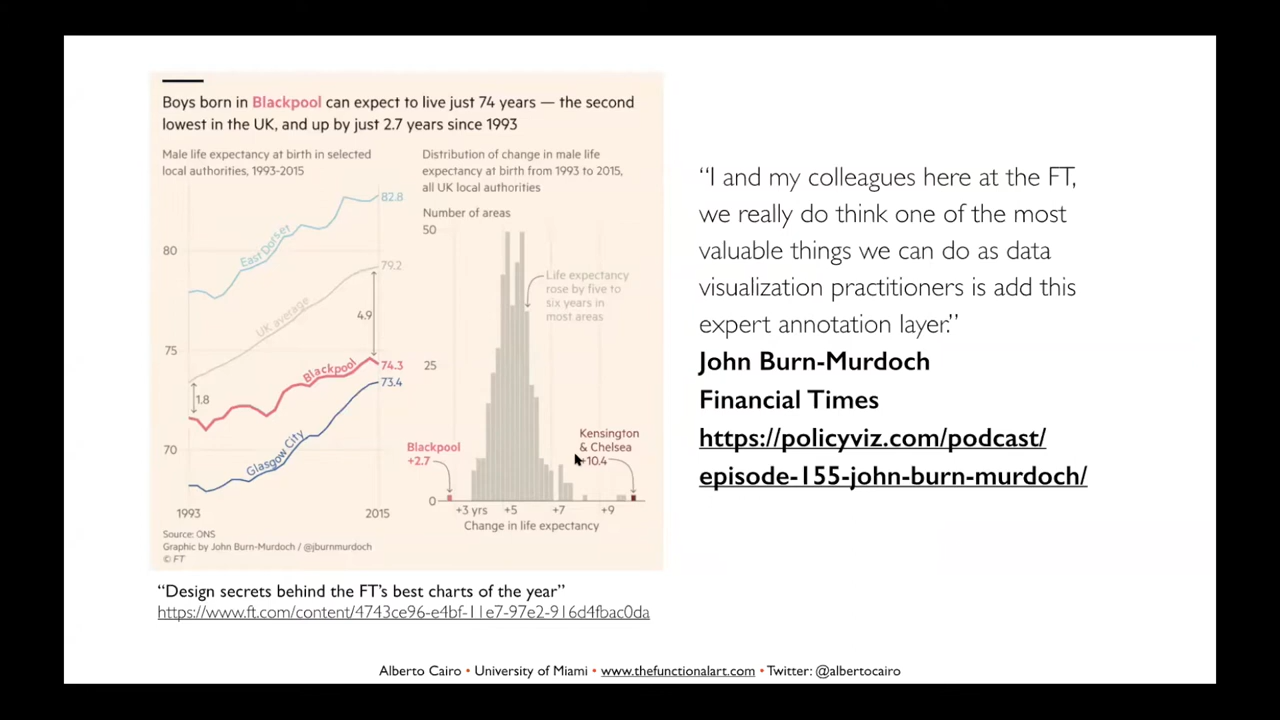 Boys born in Blackpool can expect to live just 74 years — the second
lowest in the UK, and up by just 2.7 years since 1993
Male life expectancy at birth in selected
local authorities, 1993-2015
82.8
East Dorset
80
79.2
UK average
4.9
75
Blackpool
74.3
73.4
1.8
70
Glasgow City
1993
2015
Distribution of change in male life
expectancy at birth from 1993 to 2015,
all UK local authorities
Number of areas
50
Life expectancy
rose by five to
six years in
most areas
25
Blackpool
+2.7
Kensington
& Chelsea
+10.4
0
+3 yrs
+5
+7
+9
Change in life expectancy
Source: ONS
Graphic by John Burn-Murdoch / @jburnmurdoch
© FT
“Design secrets behind the FT’s best charts of the year”
https://www.ft.com/content/4743ce96-e4bf-11e7-97e2-916d4fbac0da
“I and my colleagues here at the FT,
we really do think one of the most
valuable things we can do as data
visualization practitioners is add this
expert annotation layer.”
John Burn-Murdoch
Financial Times
https://policyviz.com/podcast/
episode-155-john-burn-murdoch/
Alberto Cairo • University of Miami • www.thefunctionalart.com • Twitter: @albertocairo